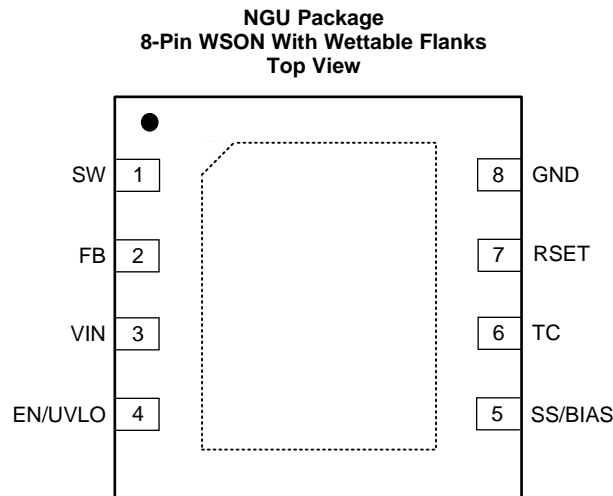 NGU Package
8-Pin WSON With Wettable Flanks
Top View
SW 1
8 GND
FB 2
7 RSET
VIN 3
6 TC
EN/UVLO 4
5 SS/BIAS